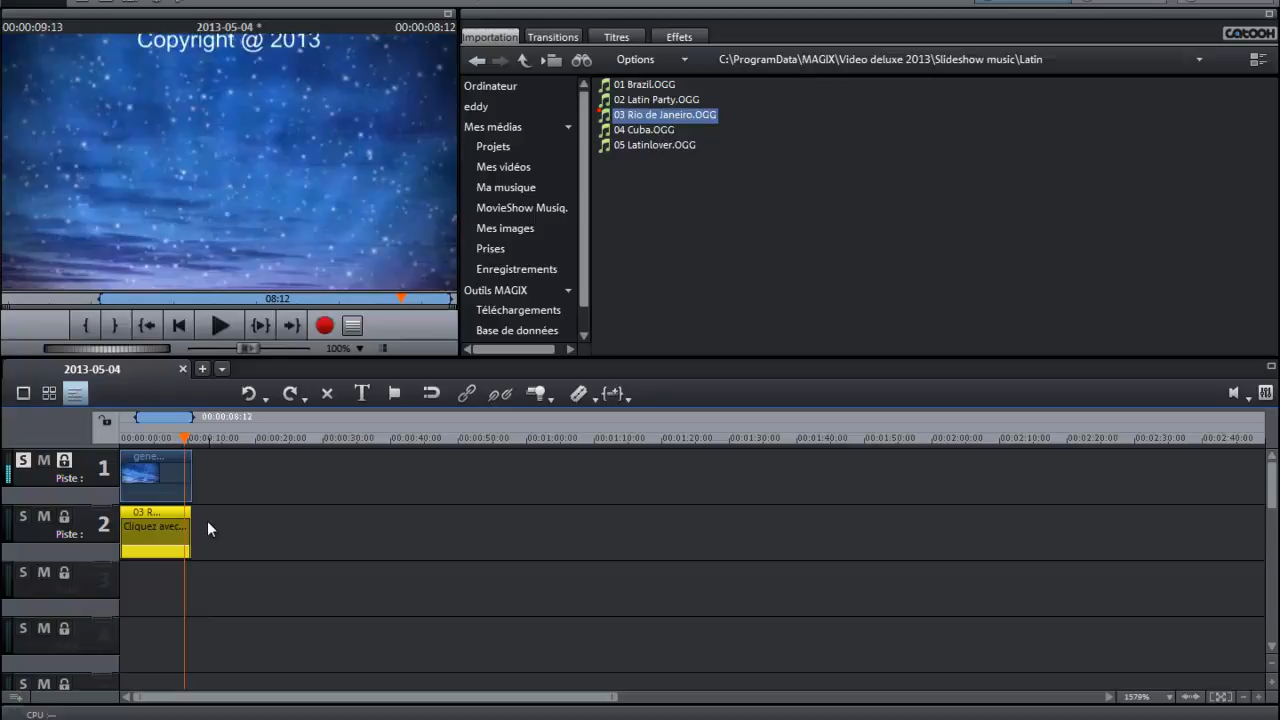 00:00:09:13 2013-05-04 * 00:00:08:12
Copyright @ 2013
08:12
100%
Importation Transitions Titres Effets CATOOH
Options C:\ProgramData\MAGIX\Video deluxe 2013\Slideshow music\Latin
Ordinateur
eddy
Mes médias
Projets
Mes vidéos
Ma musique
MovieShow Musiq.
Mes images
Prises
Enregistrements
Outils MAGIX
Téléchargements
Base de données
01 Brazil.OGG
02 Latin Party.OGG
03 Rio de Janeiro.OGG
04 Cuba.OGG
05 Latinlover.OGG
2013-05-04
00:00:08:12
00:00:00:00 00:00:10:00 00:00:20:00 00:00:30:00 00:00:40:00 00:00:50:00 00:01:00:00 00:01:10:00 00:01:20:00 00:01:30:00 00:01:40:00 00:01:50:00 00:02:00:00 00:02:10:00 00:02:20:00 00:02:30:00 00:02:40:00
S M 1
Piste :
gene...
S M 2
Piste :
03 R...
Cliquez avec...
S M 3
S M 4
S M
1579%
CPU :---